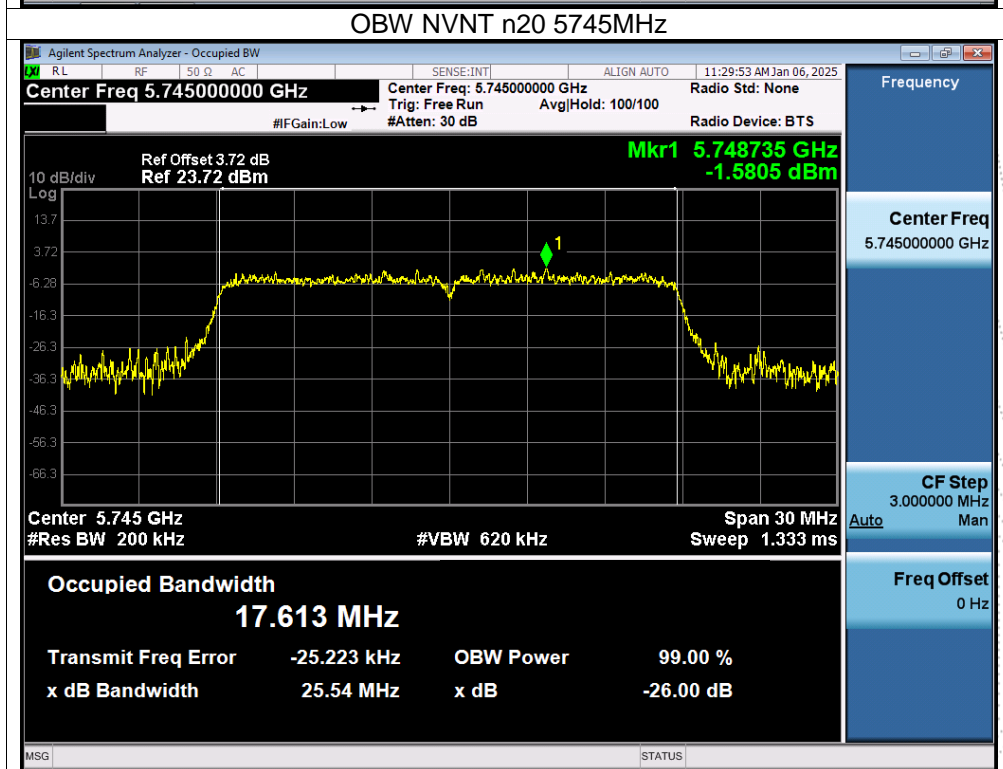 OBW NVNT n20 5745MHz
Agilent Spectrum Analyzer - Occupied BW
LXI RL RF 50 Ω AC SENSE:INT ALIGN AUTO 11:29:53 AM Jan 06, 2025
Center Freq 5.745000000 GHz
Center Freq: 5.745000000 GHz
Radio Std: None
Trig: Free Run Avg|Hold: 100/100
#IFGain:Low #Atten: 30 dB Radio Device: BTS
Frequency
Mkr1 5.748735 GHz
-1.5805 dBm
Ref Offset 3.72 dB
10 dB/div Ref 23.72 dBm
Log
13.7
3.72
-6.28
-16.3
-26.3
-36.3
-46.3
-56.3
-66.3
1
Center 5.745 GHz Span 30 MHz
#Res BW 200 kHz #VBW 620 kHz Sweep 1.333 ms
Center Freq
5.745000000 GHz
CF Step
3.000000 MHz
Auto Man
Freq Offset
0 Hz
Occupied Bandwidth
17.613 MHz
Transmit Freq Error -25.223 kHz OBW Power 99.00 %
x dB Bandwidth 25.54 MHz x dB -26.00 dB
MSG STATUS